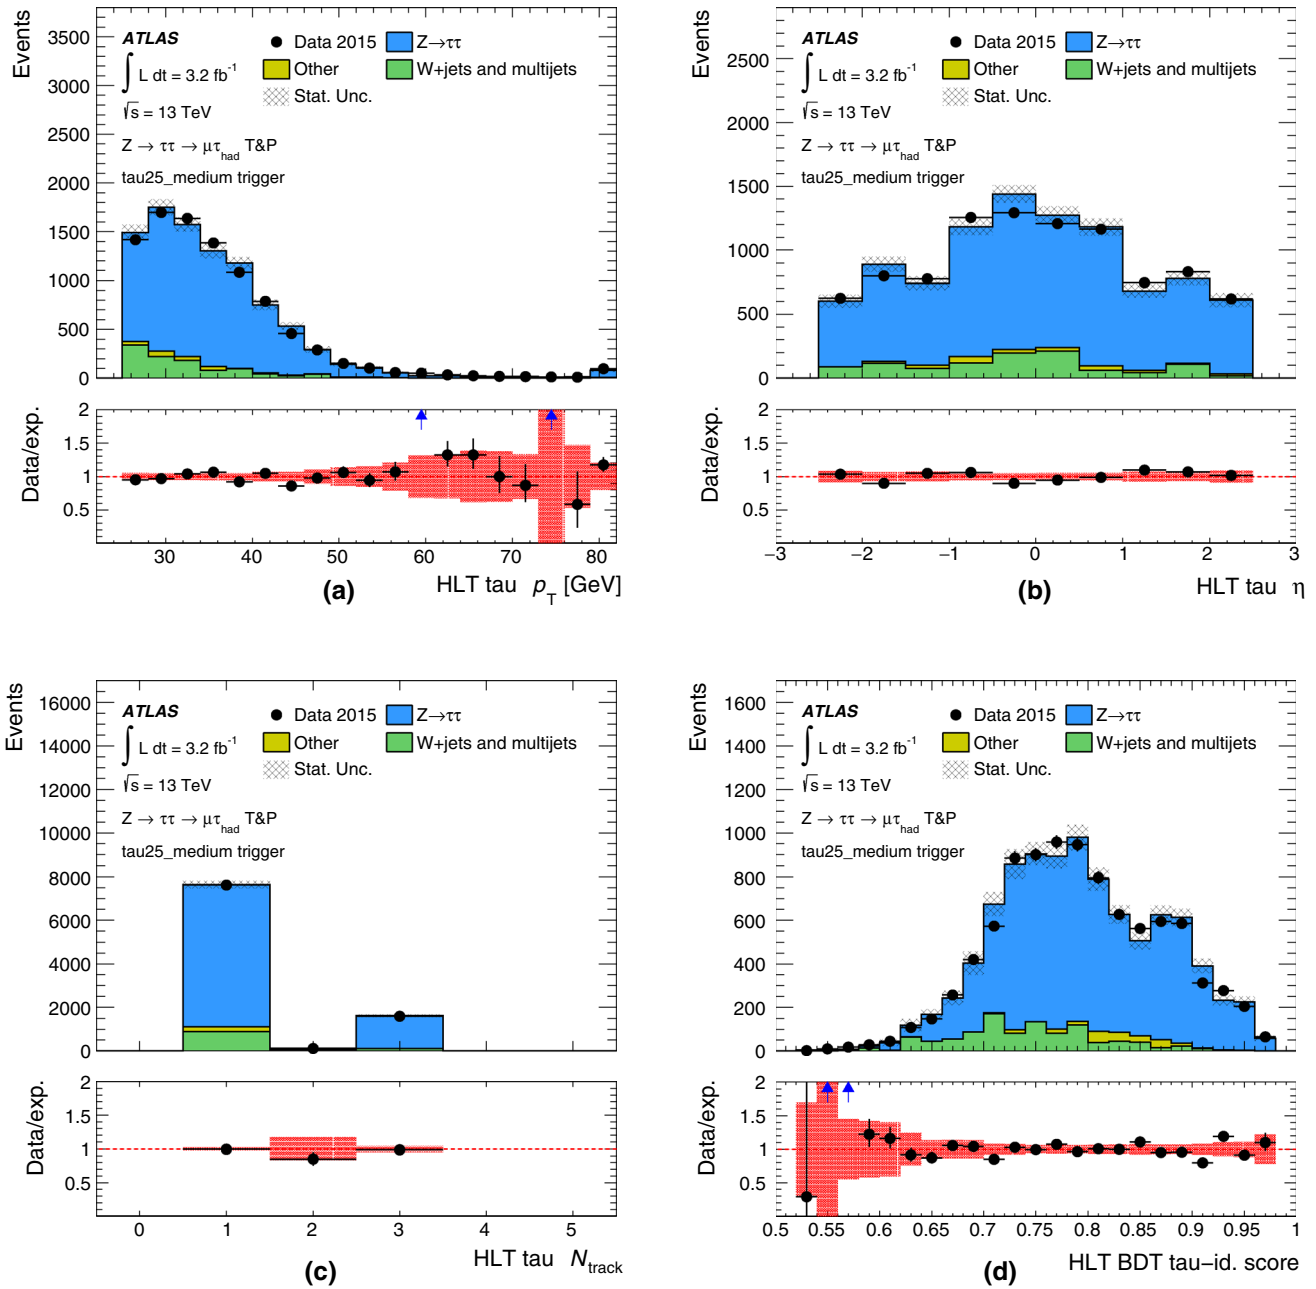 Events
3500
3000
2500
2000
1500
1000
500
0
ATLAS
∫ L dt = 3.2 fb⁻¹
√s = 13 TeV
Z → ττ → μτ_had T&P
tau25_medium trigger
Data 2015
Z→ττ
Other
W+jets and multijets
Stat. Unc.
Data/exp.
2
1.5
1
0.5
30 40 50 60 70 80
HLT tau p_T [GeV]
(a)
Events
2500
2000
1500
1000
500
0
ATLAS
∫ L dt = 3.2 fb⁻¹
√s = 13 TeV
Z → ττ → μτ_had T&P
tau25_medium trigger
Data 2015
Z→ττ
Other
W+jets and multijets
Stat. Unc.
Data/exp.
2
1.5
1
0.5
−3 −2 −1 0 1 2 3
HLT tau η
(b)
Events
16000
14000
12000
10000
8000
6000
4000
2000
0
ATLAS
∫ L dt = 3.2 fb⁻¹
√s = 13 TeV
Z → ττ → μτ_had T&P
tau25_medium trigger
Data 2015
Z→ττ
Other
W+jets and multijets
Stat. Unc.
Data/exp.
2
1.5
1
0.5
0 1 2 3 4 5
HLT tau N_track
(c)
Events
1600
1400
1200
1000
800
600
400
200
0
ATLAS
∫ L dt = 3.2 fb⁻¹
√s = 13 TeV
Z → ττ → μτ_had T&P
tau25_medium trigger
Data 2015
Z→ττ
Other
W+jets and multijets
Stat. Unc.
Data/exp.
2
1.5
1
0.5
0.5 0.55 0.6 0.65 0.7 0.75 0.8 0.85 0.9 0.95 1
HLT BDT tau−id. score
(d)